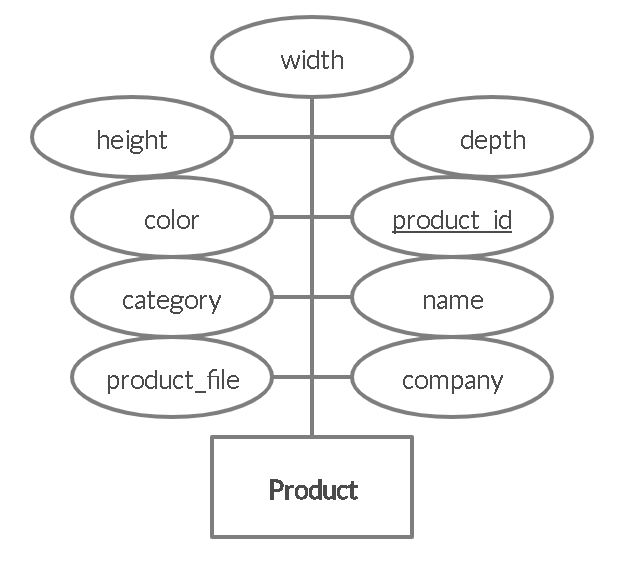 width
height
depth
color
product_id
category
name
product_file
company
Product